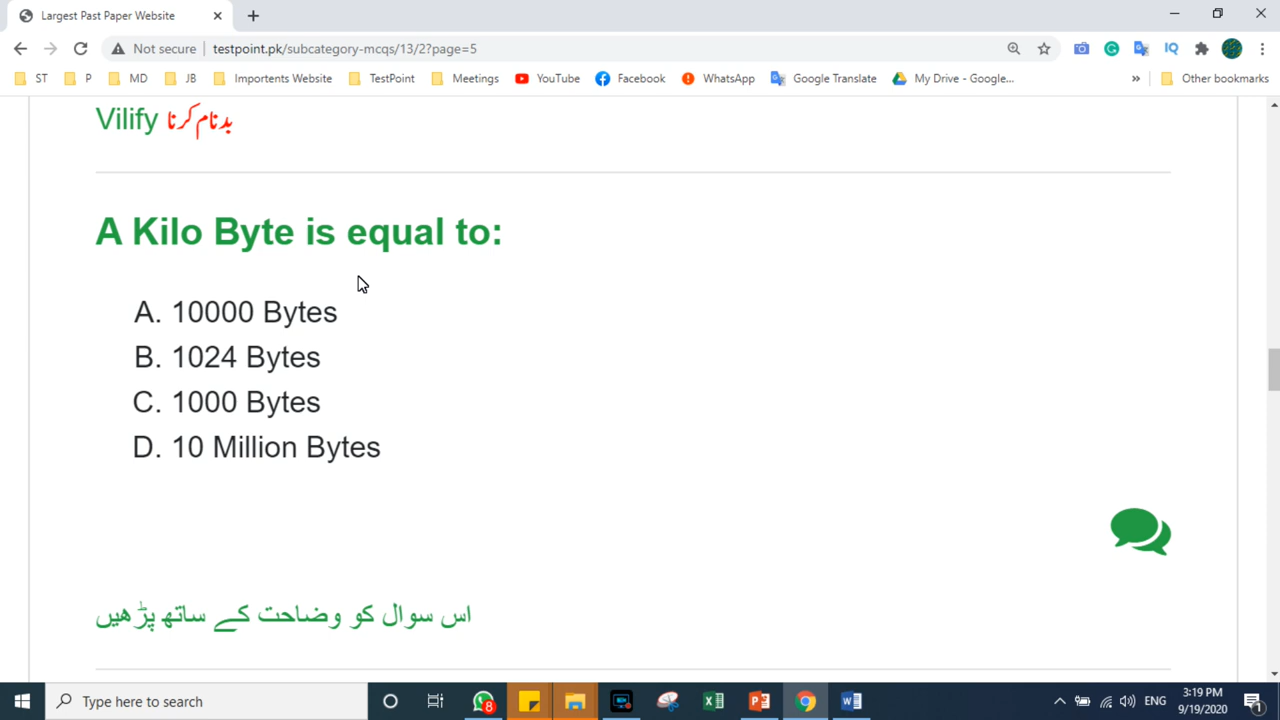 Largest Past Paper Website
Not secure testpoint.pk/subcategory-mcqs/13/2?page=5
IQ
ST P MD JB Importents Website TestPoint Meetings YouTube Facebook WhatsApp Google Translate My Drive - Google... » Other bookmarks
Vilify بدنام کرنا
A Kilo Byte is equal to:
A. 10000 Bytes
B. 1024 Bytes
C. 1000 Bytes
D. 10 Million Bytes
اس سوال کو وضاحت کے ساتھ پڑھیں
Type here to search 8 ENG 3:19 PM
9/19/2020 1